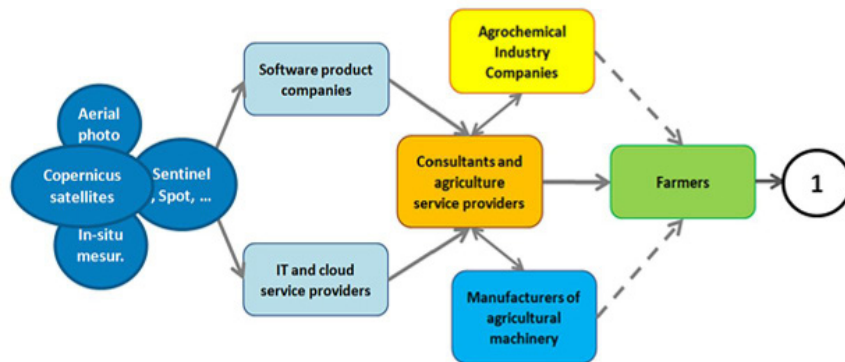 Aerial
photo
Copernicus
satellites
Sentinel
, Spot, ...
In-situ
mesur.
Software product
companies
IT and cloud
service providers
Agrochemical
Industry
Companies
Consultants and
agriculture
service providers
Manufacturers of
agricultural
machinery
Farmers
1